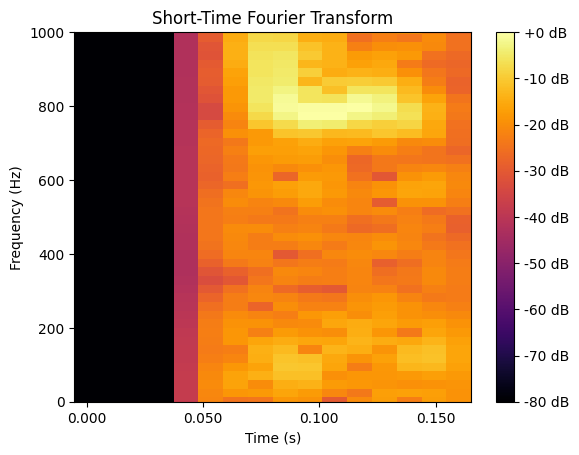 Short-Time Fourier Transform
1000
800
600
400
200
0
Frequency (Hz)
0.000
0.050
0.100
0.150
Time (s)
+0 dB
-10 dB
-20 dB
-30 dB
-40 dB
-50 dB
-60 dB
-70 dB
-80 dB